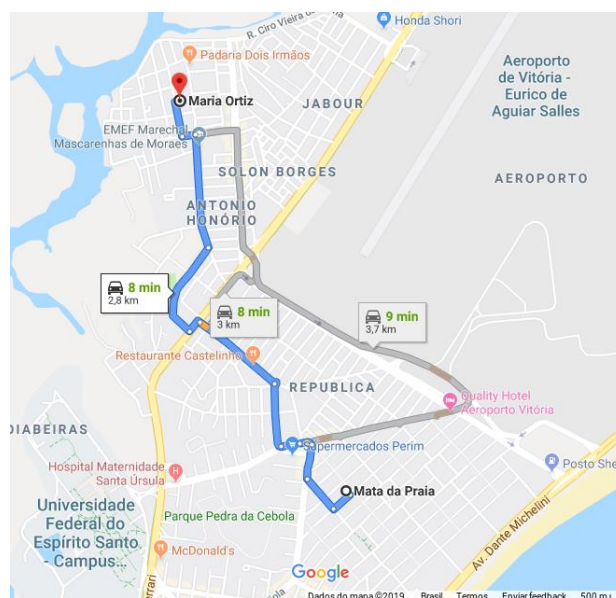 R. Ciro Vieira da
Honda Shori
Padaria Dois Irmãos
Aeroporto
de Vitória -
Eurico de
Aguiar Salles
Maria Ortiz
JABOUR
EMEF Marechal
Mascarenhas de Moraes
SOLON BORGES
AEROPORTO
ANTONIO
HONÓRIO
8 min
2,8 km
8 min
3 km
9 min
3,7 km
Restaurante Castelinho
REPUBLICA
Quality Hotel
Aeroporto Vitória
OIABEIRAS
Supermercados Perim
Hospital Maternidade
Santa Úrsula
Posto She
Mata da Praia
Universidade
Federal do
Espírito Santo
- Campus...
Parque Pedra da Cebola
Av. Dante Michelini
McDonald's
errari
Google
Dados do mapa ©2019 Brasil Termos Enviar feedback 500 m